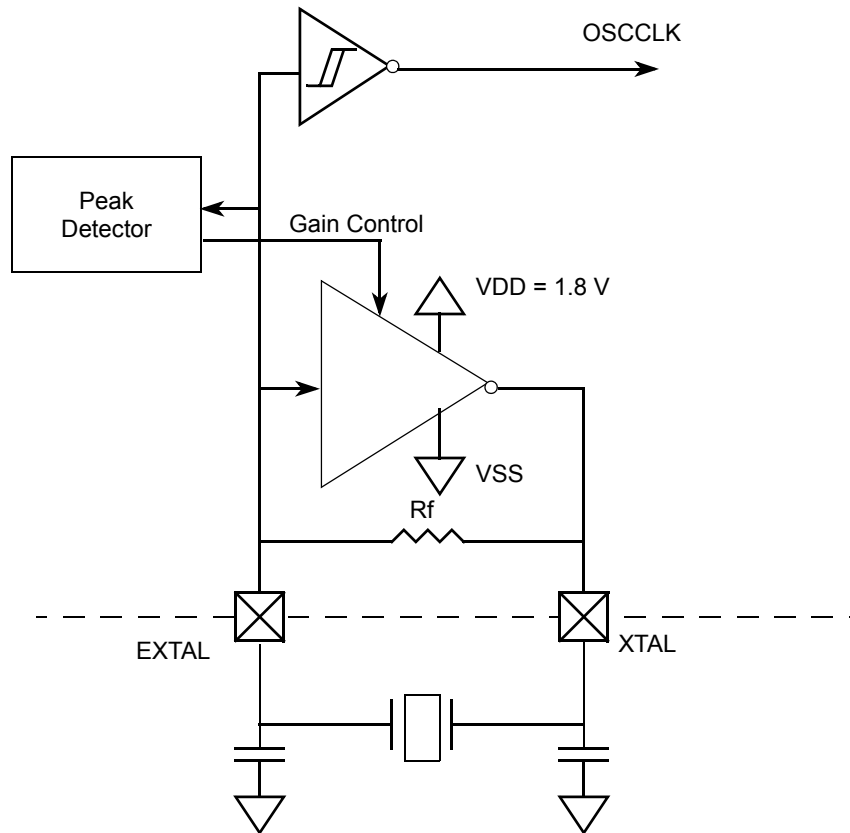 OSCCLK
Peak
Detector
Gain Control
VDD = 1.8 V
VSS
Rf
EXTAL
XTAL